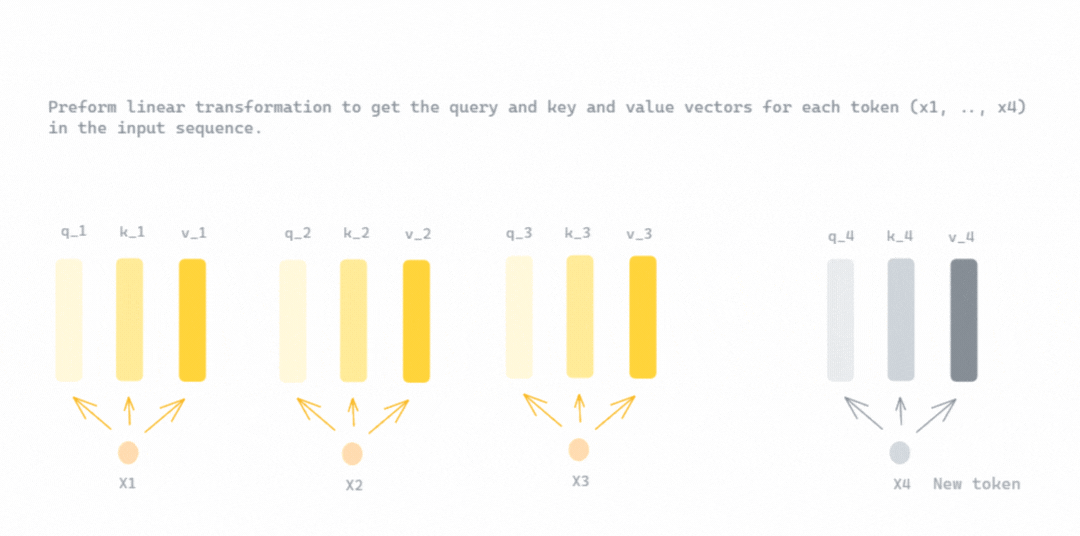 Preform linear transformation to get the query and key and value vectors for each token (x1, .., x4)
in the input sequence.
q_1 k_1 v_1 q_2 k_2 v_2 q_3 k_3 v_3 q_4 k_4 v_4
X1 X2 X3 X4 New token